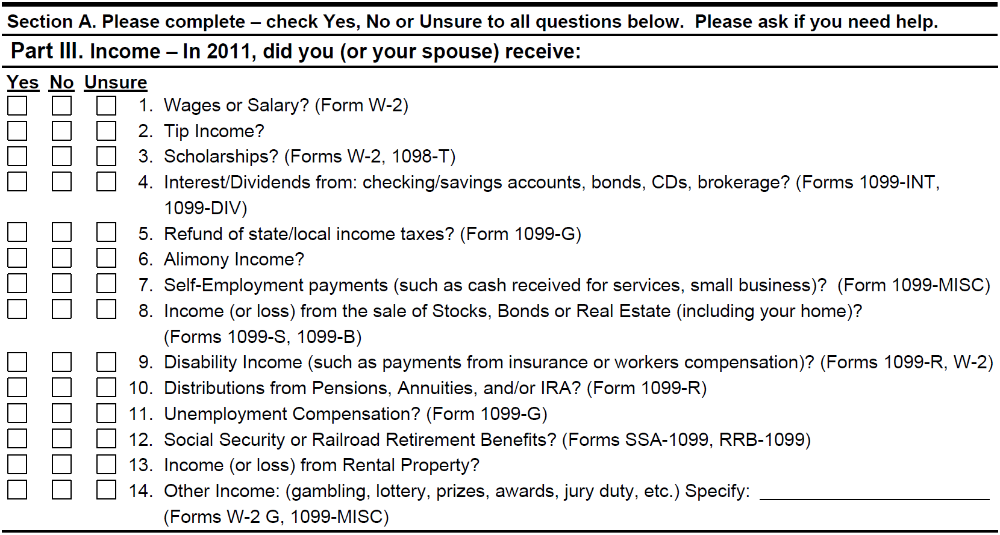 Section A. Please complete – check Yes, No or Unsure to all questions below.  Please ask if you need help.
Part III. Income – In 2011, did you (or your spouse) receive:
Yes No Unsure
1. Wages or Salary? (Form W-2)
2. Tip Income?
3. Scholarships? (Forms W-2, 1098-T)
4. Interest/Dividends from: checking/savings accounts, bonds, CDs, brokerage? (Forms 1099-INT,
1099-DIV)
5. Refund of state/local income taxes? (Form 1099-G)
6. Alimony Income?
7. Self-Employment payments (such as cash received for services, small business)?  (Form 1099-MISC)
8. Income (or loss) from the sale of Stocks, Bonds or Real Estate (including your home)?
(Forms 1099-S, 1099-B)
9. Disability Income (such as payments from insurance or workers compensation)? (Forms 1099-R, W-2)
10. Distributions from Pensions, Annuities, and/or IRA? (Form 1099-R)
11. Unemployment Compensation? (Form 1099-G)
12. Social Security or Railroad Retirement Benefits? (Forms SSA-1099, RRB-1099)
13. Income (or loss) from Rental Property?
14. Other Income: (gambling, lottery, prizes, awards, jury duty, etc.) Specify:
(Forms W-2 G, 1099-MISC)